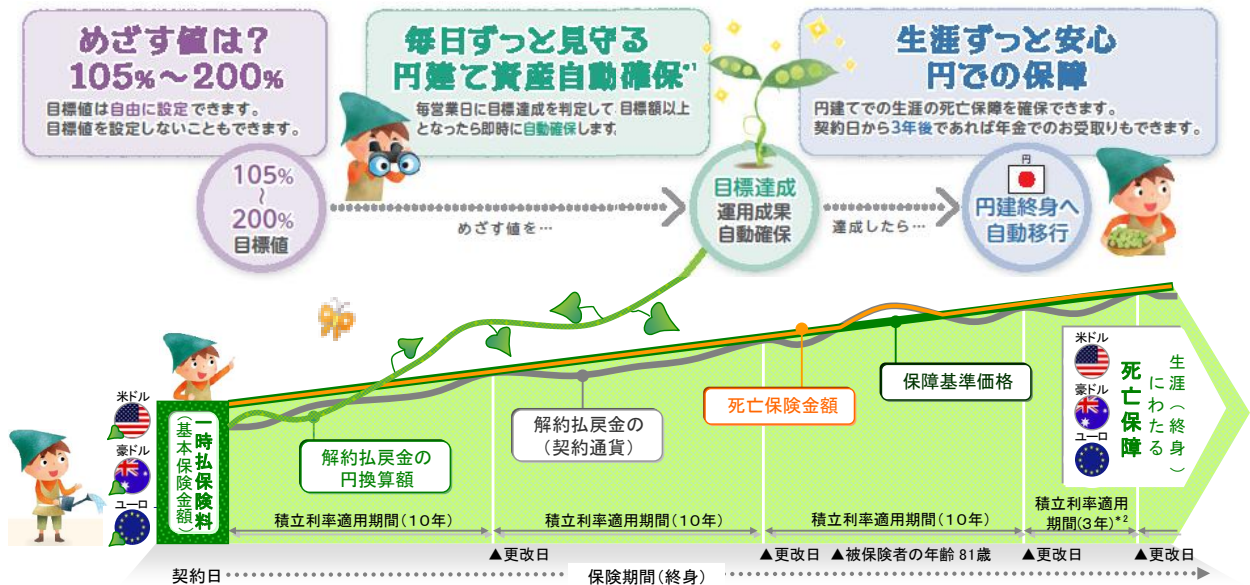 めざす値は？
105%～200%
目標値は自由に設定できます。
目標値を設定しないこともできます。
毎日ずっと見守る
円建て資産自動確保*1
毎営業日に目標達成を判定して目標額以上
となったら即時に自動確保します
生涯ずっと安心
円での保障
円建てでの生涯の死亡保障を確保できます。
契約日から3年後であれば年金でのお受取りもできます。
105%
～
200%
目標値
めざす値を…
目標達成
運用成果
自動確保
達成したら…
円
円建終身へ
自動移行
米ドル
豪ドル
ユーロ
一時払保険料
(基本保険金額)
解約払戻金の
円換算額
解約払戻金の
(契約通貨)
死亡保険金額
保障基準価格
米ドル
豪ドル
ユーロ
生涯(終身)
にわたる
死亡保障
積立利率適用期間(10年)
積立利率適用期間(10年)
積立利率適用期間(10年)
積立利率適用
期間(3年)*2
▲更改日
▲更改日
▲被保険者の年齢 81歳
▲更改日
▲更改日
契約日
保険期間(終身)